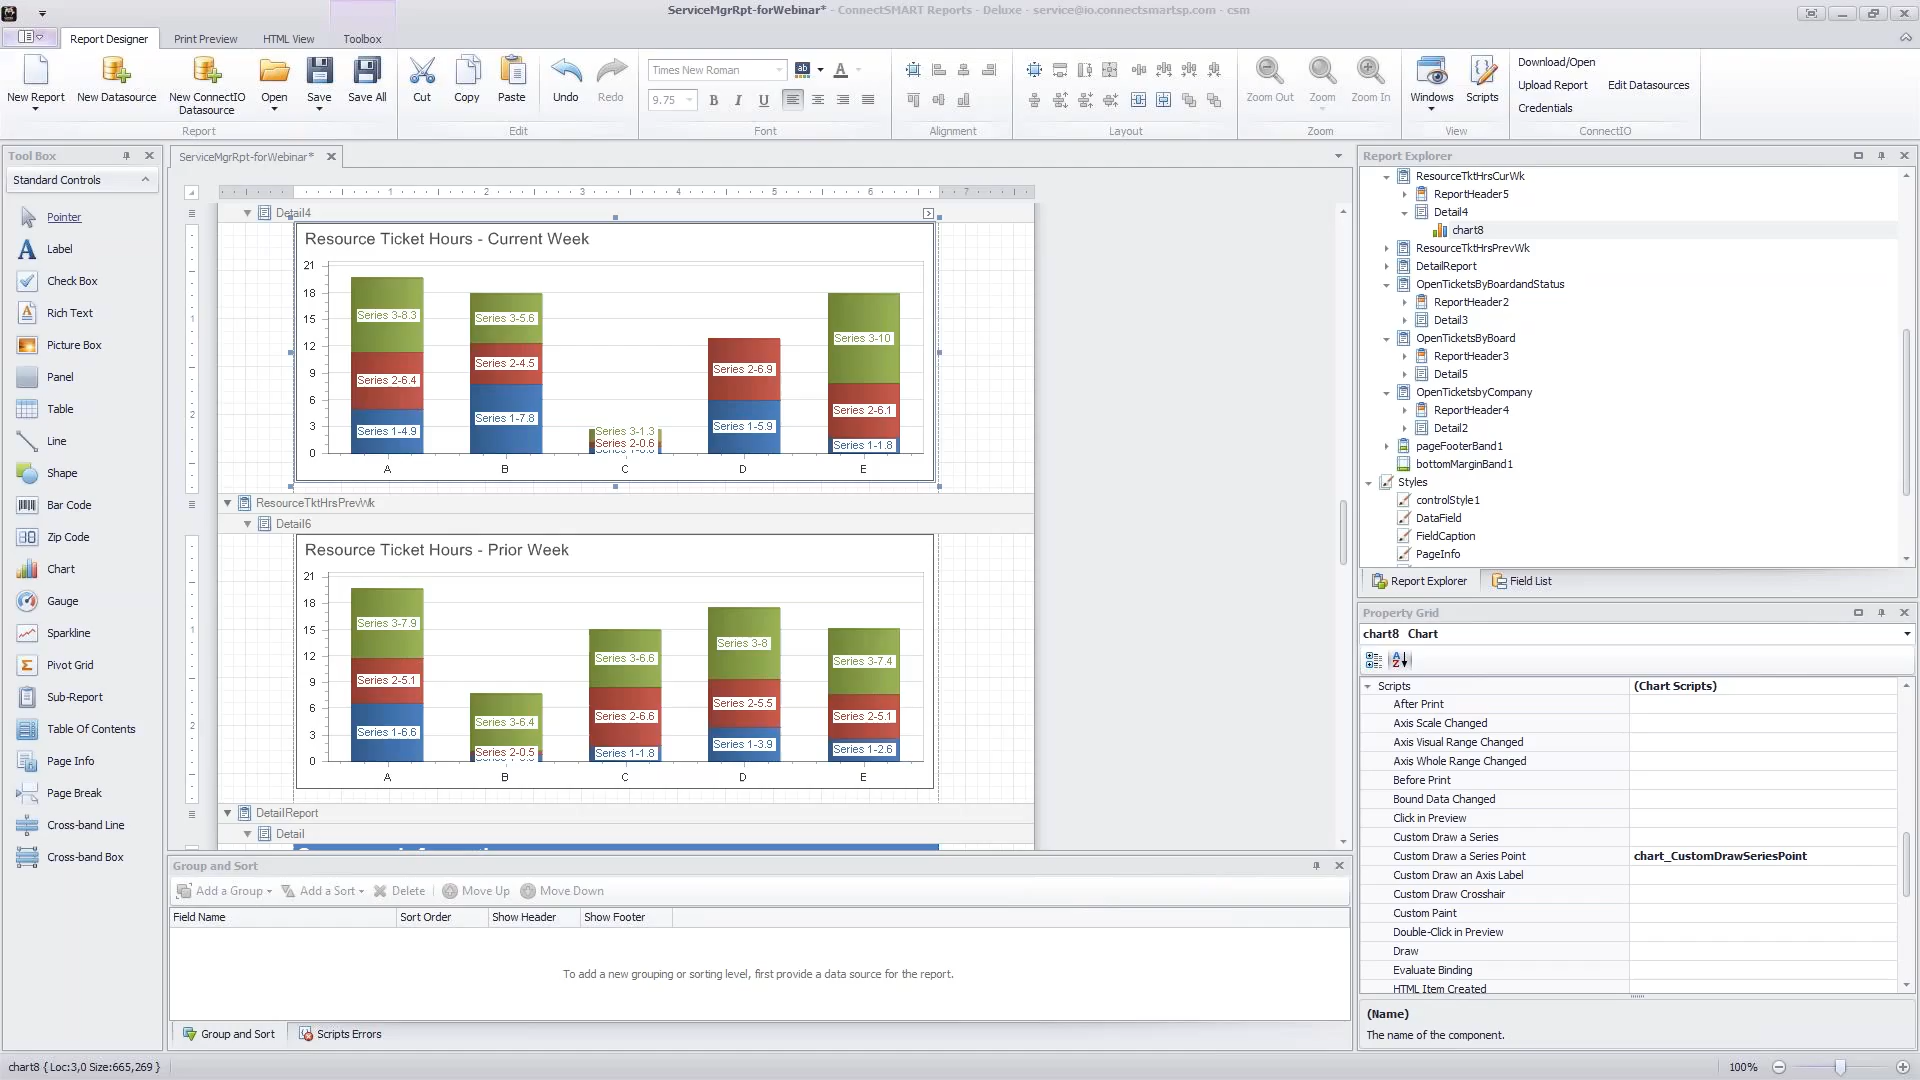 ServiceMgrRpt-forWebinar* - ConnectSMART Reports - Deluxe - service@io.connectsmartsp.com - csm
Report Designer Print Preview HTML View Toolbox
New Report New Datasource New ConnectIO Datasource Open Save Save All
Report
Cut Copy Paste Undo Redo
Edit
Times New Roman
9.75 B I U
Font
Alignment
Layout
Zoom Out Zoom Zoom In
Zoom
Windows Scripts
View
Download/Open
Upload Report Edit Datasources
Credentials
ConnectIO
Tool Box
Standard Controls
Pointer
Label
Check Box
Rich Text
Picture Box
Panel
Table
Line
Shape
Bar Code
Zip Code
Chart
Gauge
Sparkline
Pivot Grid
Sub-Report
Table Of Contents
Page Info
Page Break
Cross-band Line
Cross-band Box
ServiceMgrRpt-forWebinar*
1 2 3 4 5 6 7
Detail4
Resource Ticket Hours - Current Week
21
18
15
12
9
6
3
0
Series 3-8.3
Series 2-6.4
Series 1-4.9
Series 3-5.6
Series 2-4.5
Series 1-7.8
Series 3-1.3
Series 2-0.6
Series 2-6.9
Series 1-5.9
Series 3-10
Series 2-6.1
Series 1-1.8
A B C D E
1
2
ResourceTktHrsPrevWk
Detail6
Resource Ticket Hours - Prior Week
21
18
15
12
9
6
3
0
Series 3-7.9
Series 2-5.1
Series 1-6.6
Series 3-6.4
Series 2-0.5
Series 3-6.6
Series 2-6.6
Series 1-1.8
Series 3-8
Series 2-5.5
Series 1-3.9
Series 3-7.4
Series 2-5.1
Series 1-2.6
A B C D E
1
2
DetailReport
Detail
Group and Sort
Add a Group Add a Sort Delete Move Up Move Down
Field Name Sort Order Show Header Show Footer
To add a new grouping or sorting level, first provide a data source for the report.
Group and Sort Scripts Errors
Report Explorer
ResourceTktHrsCurWk
ReportHeader5
Detail4
chart8
ResourceTktHrsPrevWk
DetailReport
OpenTicketsByBoardandStatus
ReportHeader2
Detail3
OpenTicketsByBoard
ReportHeader3
Detail5
OpenTicketsbyCompany
ReportHeader4
Detail2
pageFooterBand1
bottomMarginBand1
Styles
controlStyle1
DataField
FieldCaption
PageInfo
Report Explorer Field List
Property Grid
chart8 Chart
Scripts (Chart Scripts)
After Print
Axis Scale Changed
Axis Visual Range Changed
Axis Whole Range Changed
Before Print
Bound Data Changed
Click in Preview
Custom Draw a Series
Custom Draw a Series Point chart_CustomDrawSeriesPoint
Custom Draw an Axis Label
Custom Draw Crosshair
Custom Paint
Double-Click in Preview
Draw
Evaluate Binding
HTML Item Created
(Name)
The name of the component.
chart8 { Loc:3,0 Size:665,269 } 100%